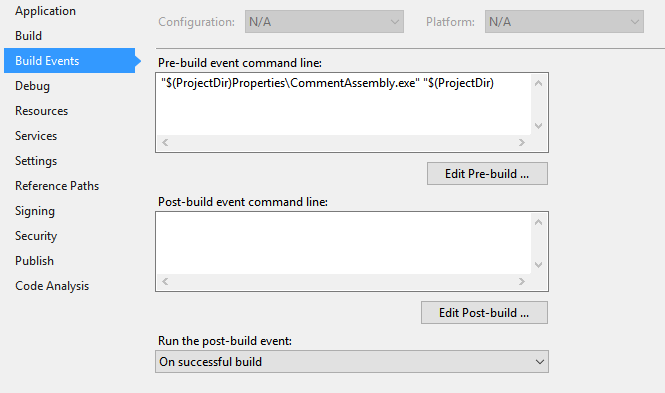 Application
Build
Build Events
Debug
Resources
Services
Settings
Reference Paths
Signing
Security
Publish
Code Analysis
Configuration: N/A Platform: N/A
Pre-build event command line:
"$(ProjectDir)Properties\CommentAssembly.exe" "$(ProjectDir)
Edit Pre-build ...
Post-build event command line:
Edit Post-build ...
Run the post-build event:
On successful build